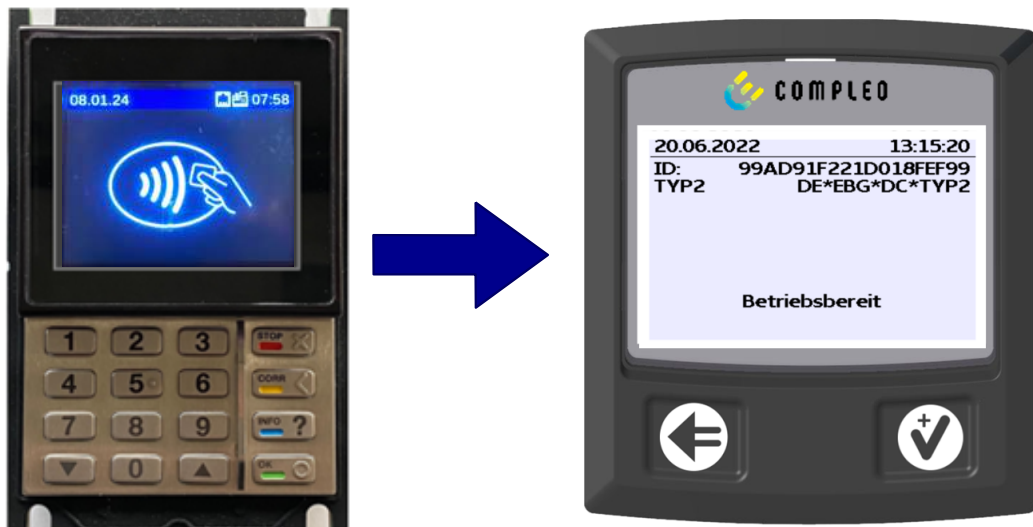 08.01.24 07:58
1 2 3 STOP
4 5 6 CORR
7 8 9 INFO ?
0 OK
COMPLEO
20.06.2022 13:15:20
ID: 99AD91F221D018FEF99
TYP2 DE*EBG*DC*TYP2
Betriebsbereit